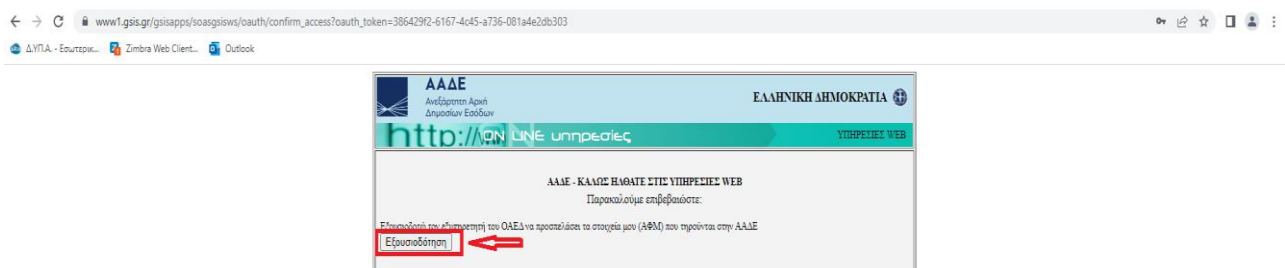 www1.gsis.gr/gsisapps/soasgsisws/oauth/confirm_access?oauth_token=386429f2-6167-4c45-a736-081a4e2db303
Δ.ΥΠ.Α. - Εσωτερικ... Zimbra Web Client... Outlook
ΑΑΔΕ
Ανεξάρτητη Αρχή
Δημοσίων Εσόδων
ΕΛΛΗΝΙΚΗ ΔΗΜΟΚΡΑΤΙΑ
http:// ON LINE υπηρεσίες
ΥΠΗΡΕΣΙΕΣ WEB
ΑΑΔΕ - ΚΑΛΩΣ ΗΛΘΑΤΕ ΣΤΙΣ ΥΠΗΡΕΣΙΕΣ WEB
Παρακαλούμε επιβεβαιώστε:
Εξουσιοδοτώ τον εξυπηρετητή του ΟΑΕΔ να προσπελάσει τα στοιχεία μου (ΑΦΜ) που τηρούνται στην ΑΑΔΕ
Εξουσιοδότηση